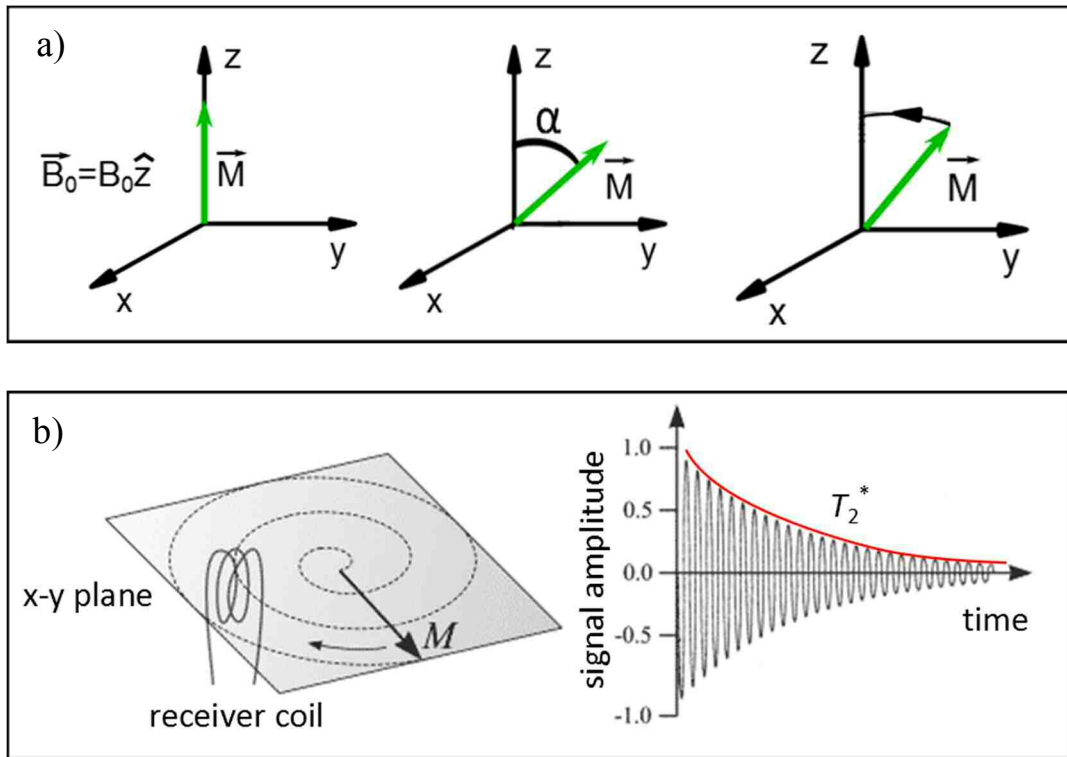 a)
z
z
z
α
B₀=B₀ẑ
M
M
M
y
y
y
x
x
x
b)
1.0
0.5
T₂*
0.0
-0.5
-1.0
signal amplitude
time
x-y plane
M
receiver coil